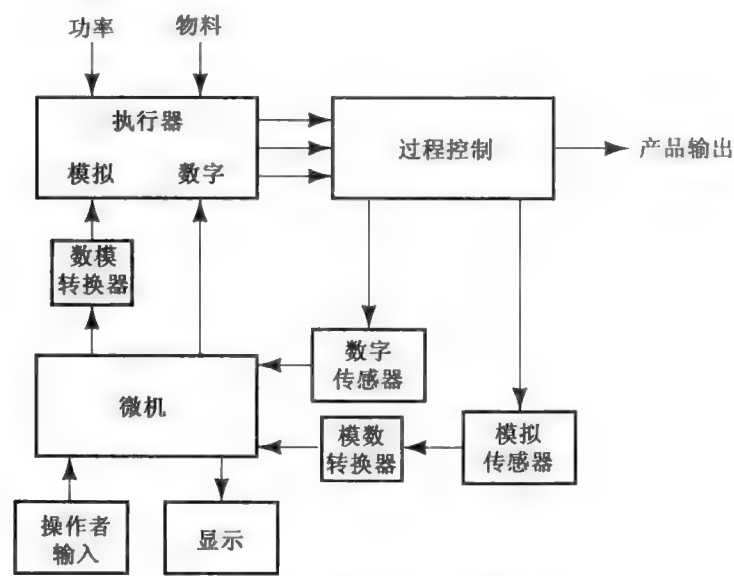 功率
物料
执行器
模拟
数字
过程控制
产品输出
数模
转换器
数字
传感器
微机
模数
转换器
模拟
传感器
操作者
输入
显示